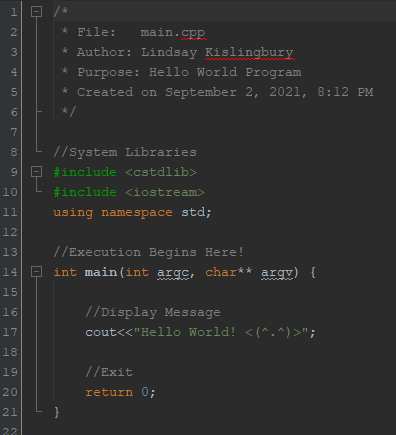 1 /*
2 * File:   main.cpp
3 * Author: Lindsay Kislingbury
4 * Purpose: Hello World Program
5 * Created on September 2, 2021, 8:12 PM
6 */
7
8 //System Libraries
9 #include <cstdlib>
10 #include <iostream>
11 using namespace std;
12
13 //Execution Begins Here!
14 int main(int argc, char** argv) {
15
16     //Display Message
17     cout<<"Hello World! <(^.^)>";
18
19     //Exit
20     return 0;
21 }
22